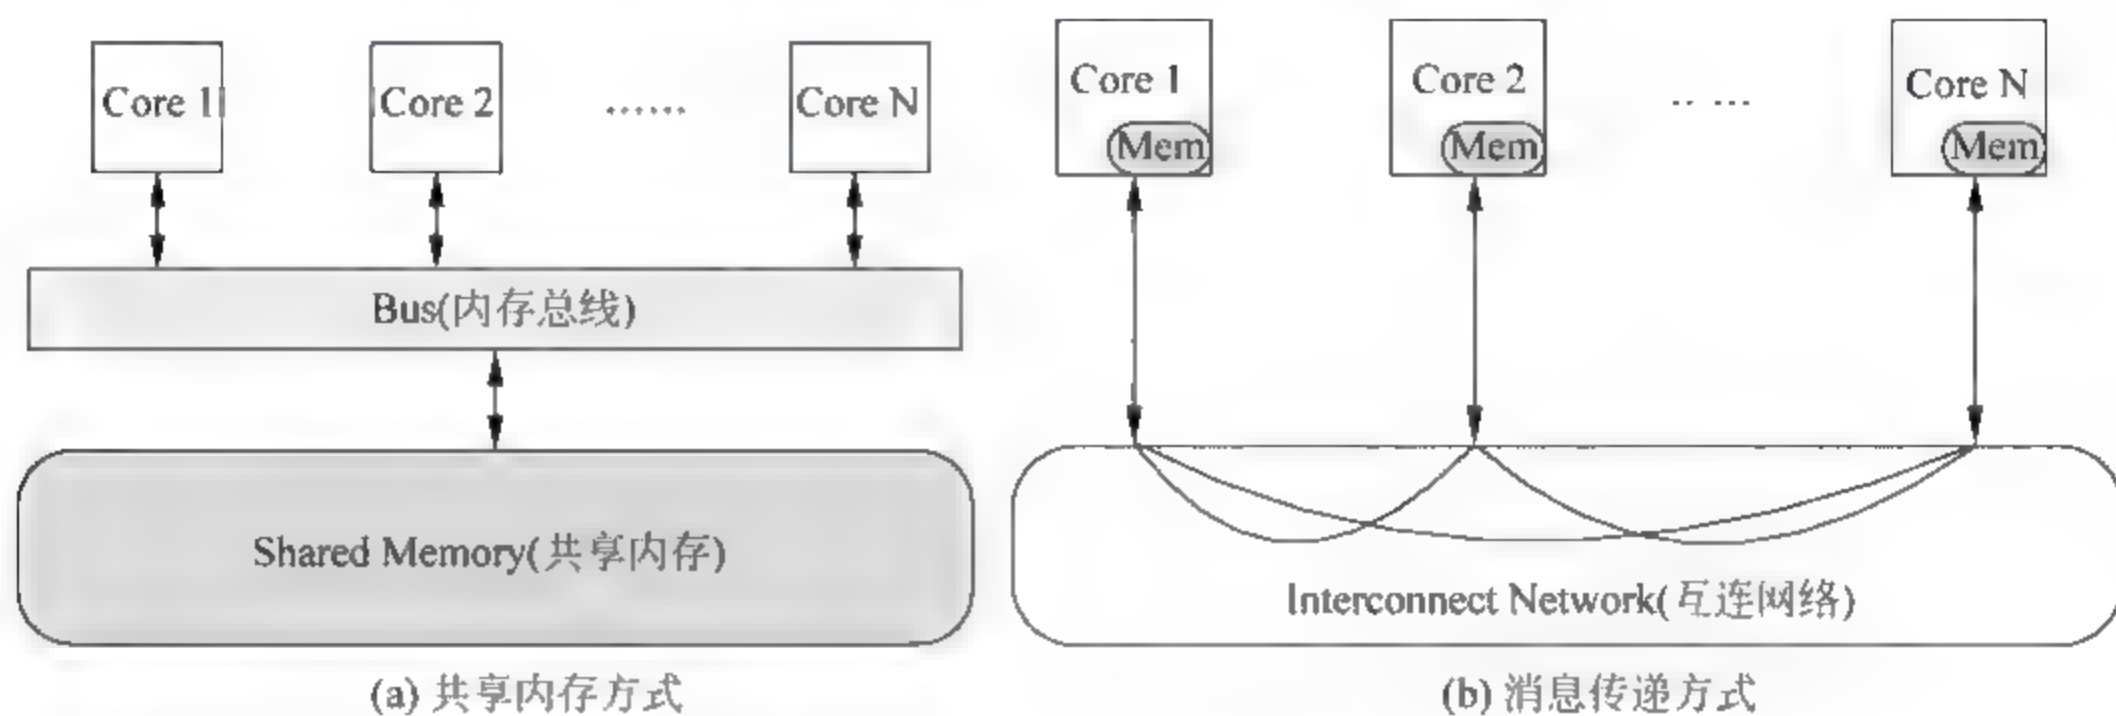 Core 1
Core 2
……
Core N
Bus(内存总线)
Shared Memory(共享内存)
(a) 共享内存方式
Core 1
Mem
Core 2
Mem
……
Core N
Mem
Interconnect Network(互连网络)
(b) 消息传递方式